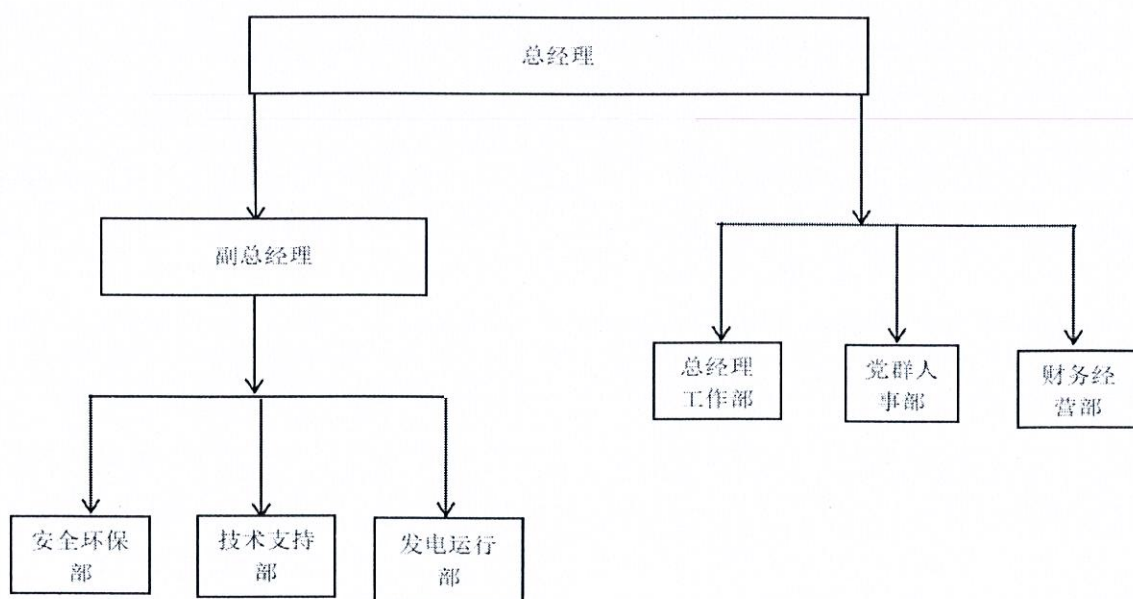 总经理
副总经理
总经理
工作部
党群人
事部
财务经
营部
安全环保
部
技术支持
部
发电运行
部